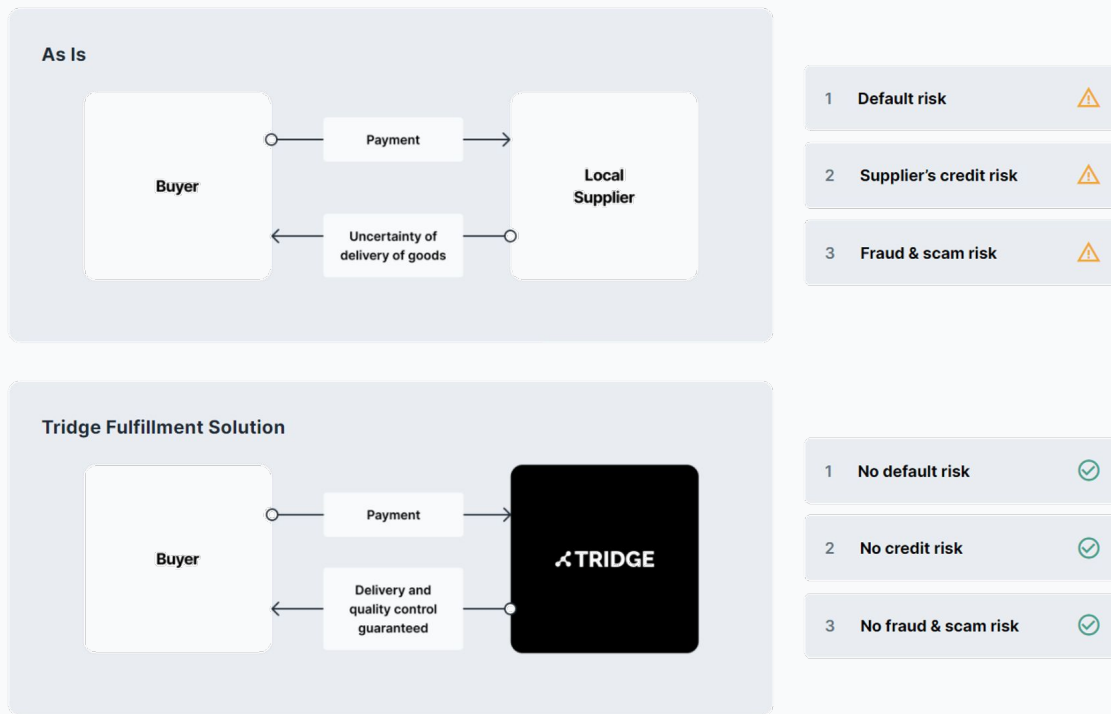 As Is
Buyer
Payment
Uncertainty of
delivery of goods
Local
Supplier
1 Default risk
2 Supplier's credit risk
3 Fraud & scam risk
Tridge Fulfillment Solution
Buyer
Payment
Delivery and
quality control
guaranteed
TRIDGE
1 No default risk
2 No credit risk
3 No fraud & scam risk